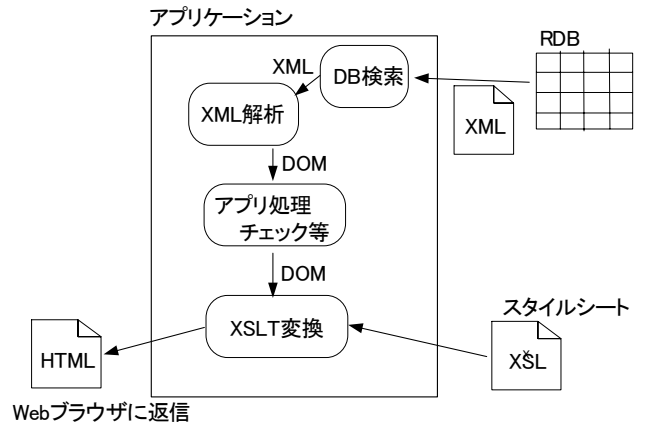 アプリケーション
RDB
XML
DB検索
XML解析
XML
DOM
アプリ処理
チェック等
DOM
スタイルシート
XSLT変換
HTML
XSL
Webブラウザに返信